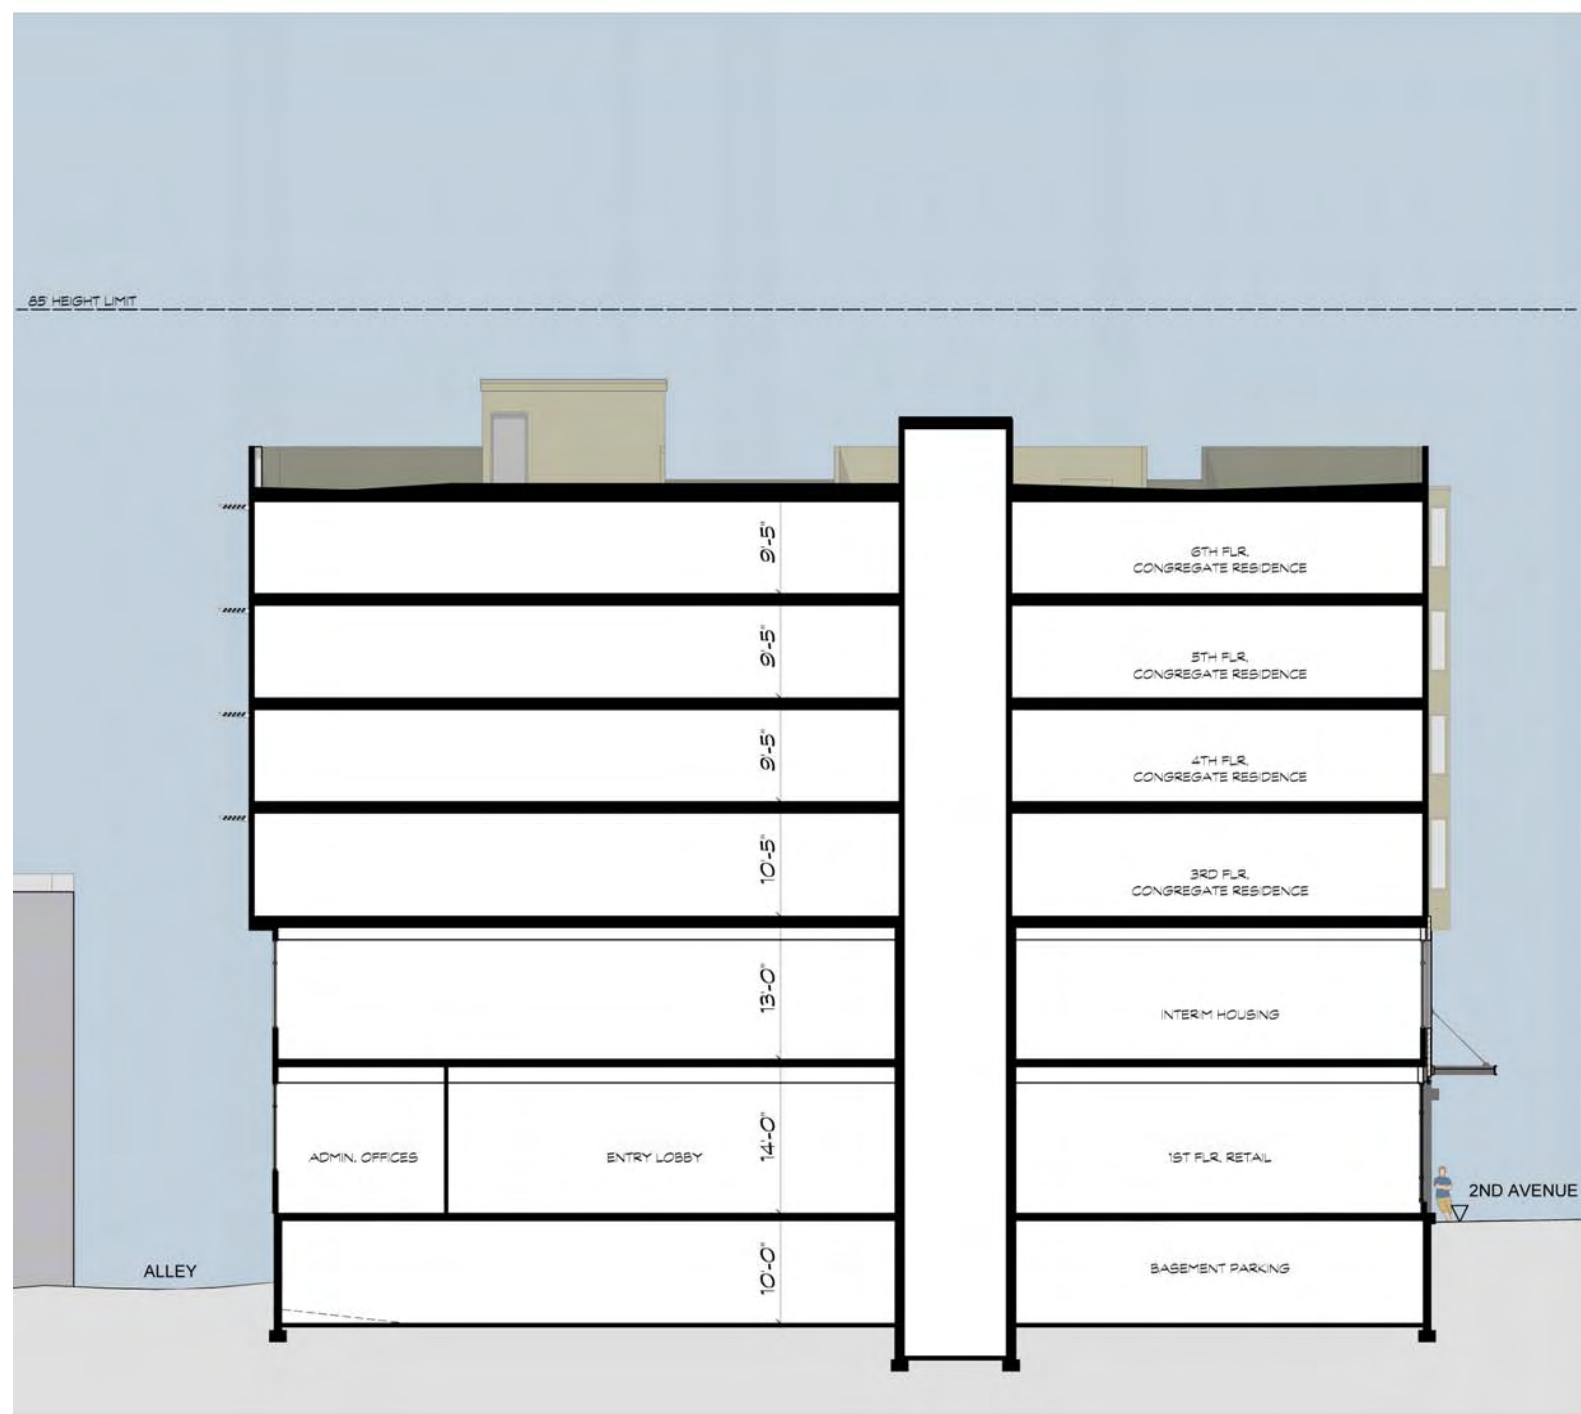 85' HEIGHT LIMIT
9'-5"
6TH FLR,
CONGREGATE RESIDENCE
9'-5"
5TH FLR,
CONGREGATE RESIDENCE
9'-5"
4TH FLR,
CONGREGATE RESIDENCE
10'-5"
3RD FLR,
CONGREGATE RESIDENCE
13'-0"
INTERIM HOUSING
ADMIN. OFFICES
ENTRY LOBBY
14'-0"
1ST FLR, RETAIL
2ND AVENUE
ALLEY
10'-0"
BASEMENT PARKING